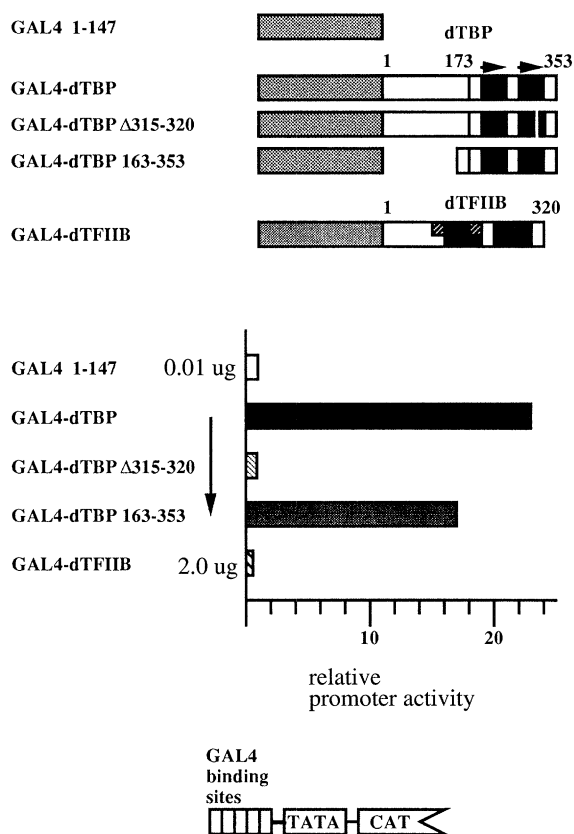 GAL4 1-147
dTBP
1 173 353
GAL4-dTBP
GAL4-dTBP Δ315-320
GAL4-dTBP 163-353
dTFIIB
1 320
GAL4-dTFIIB
GAL4 1-147 0.01 ug
GAL4-dTBP
GAL4-dTBP Δ315-320
GAL4-dTBP 163-353
GAL4-dTFIIB 2.0 ug
10 20
relative
promoter activity
GAL4
binding
sites
TATA CAT